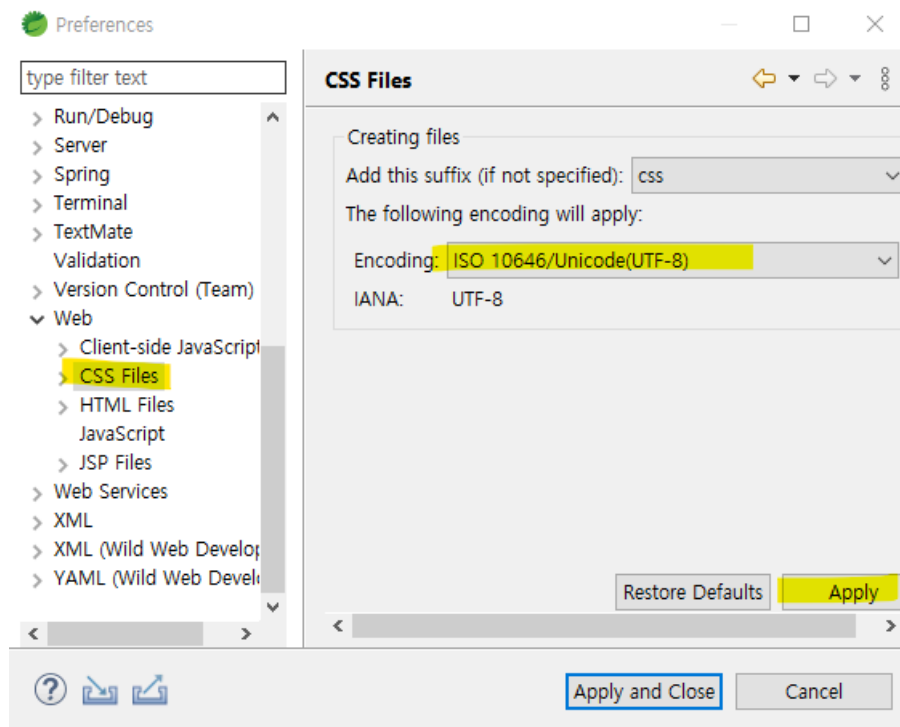 Preferences
type filter text
Run/Debug
Server
Spring
Terminal
TextMate
Validation
Version Control (Team)
Web
Client-side JavaScript
CSS Files
HTML Files
JavaScript
JSP Files
Web Services
XML
XML (Wild Web Develop
YAML (Wild Web Devel
CSS Files
Creating files
Add this suffix (if not specified): css
The following encoding will apply:
Encoding: ISO 10646/Unicode(UTF-8)
IANA: UTF-8
Restore Defaults Apply
Apply and Close Cancel